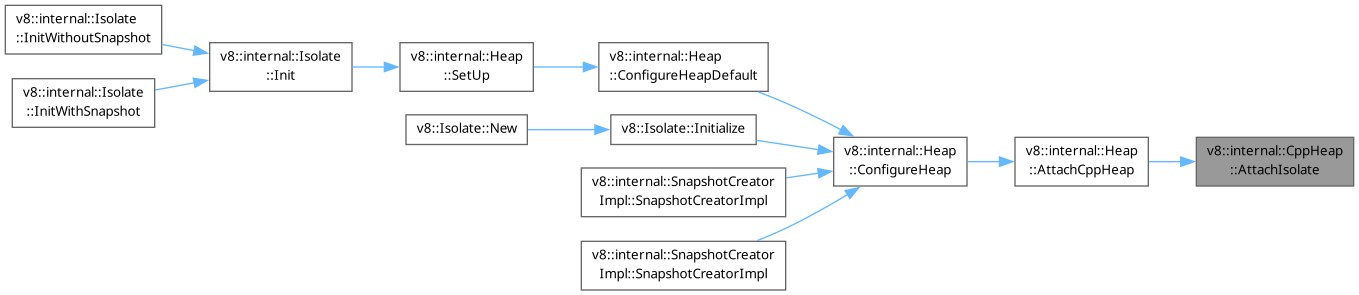 v8::internal::Isolate
::InitWithoutSnapshot
v8::internal::Isolate
::InitWithSnapshot
v8::internal::Isolate
::Init
v8::internal::Heap
::SetUp
v8::internal::Heap
::ConfigureHeapDefault
v8::Isolate::New
v8::Isolate::Initialize
v8::internal::SnapshotCreator
Impl::SnapshotCreatorImpl
v8::internal::SnapshotCreator
Impl::SnapshotCreatorImpl
v8::internal::Heap
::ConfigureHeap
v8::internal::Heap
::AttachCppHeap
v8::internal::CppHeap
::AttachIsolate